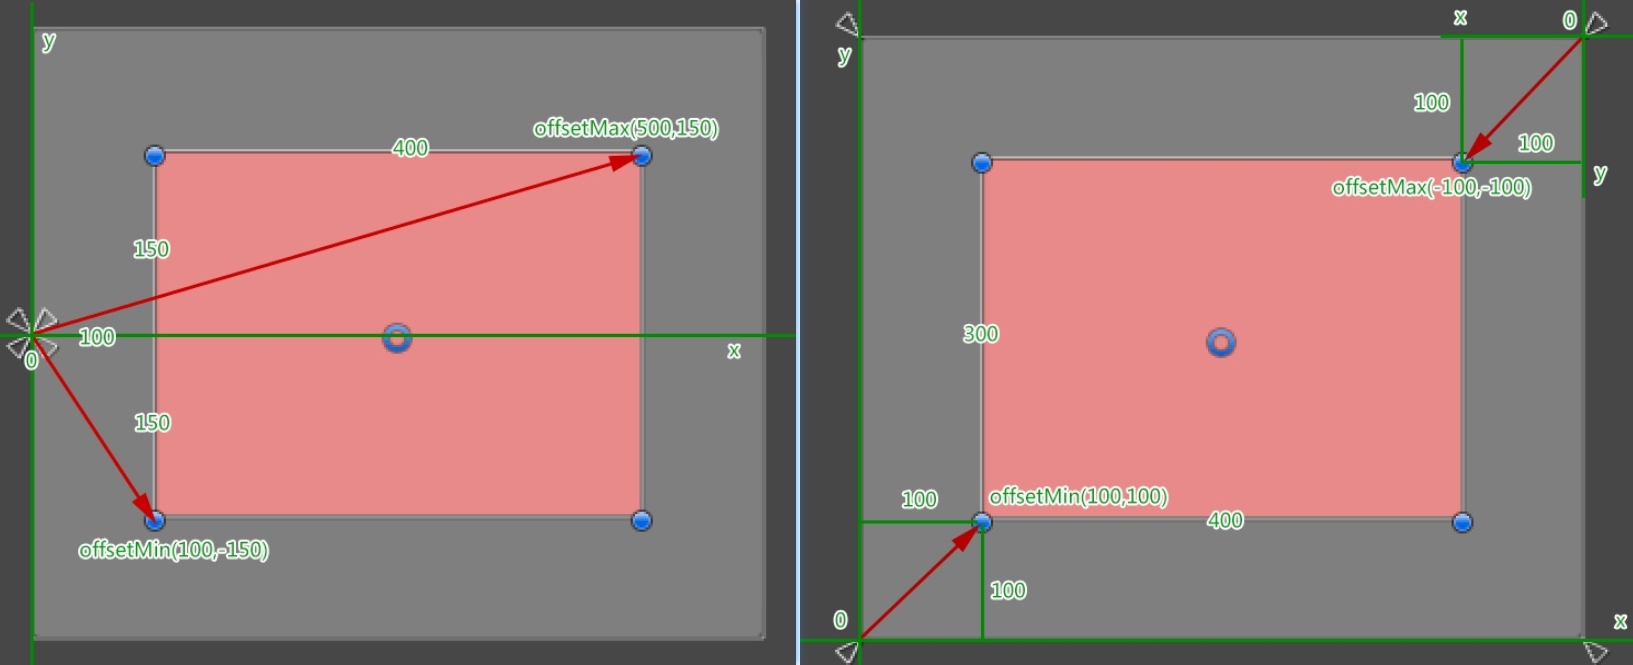 y
offsetMax(500,150)
400
150
100
x
0
150
offsetMin(100,-150)
x
0
y
100
100
y
offsetMax(-100,-100)
300
100
offsetMin(100,100)
400
100
0
x